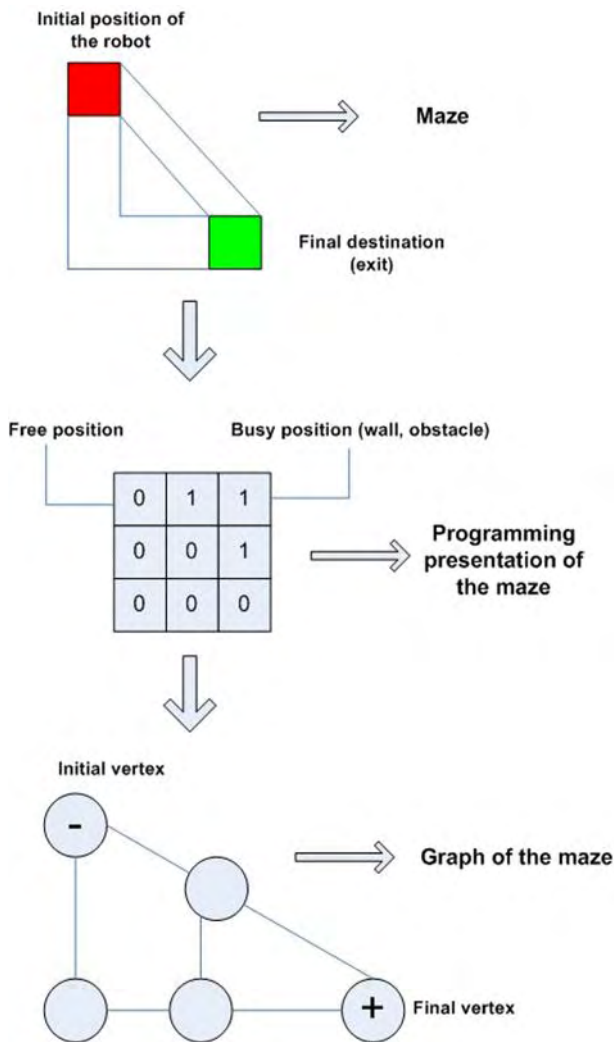 Initial position of
the robot
Maze
Final destination
(exit)
Free position
Busy position (wall, obstacle)
0 1 1
0 0 1
0 0 0
Programming
presentation of
the maze
Initial vertex
-
Graph of the maze
+
Final vertex